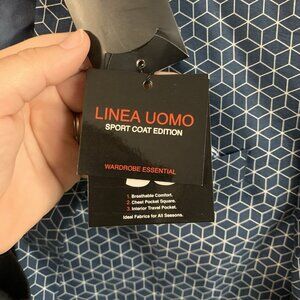 LINEA UOMO
SPORT COAT EDITION
WARDROBE ESSENTIAL
1. Breathable Comfort.
2. Chest Pocket Square.
3. Interior Travel Pocket.
Ideal Fabrics for All Seasons.